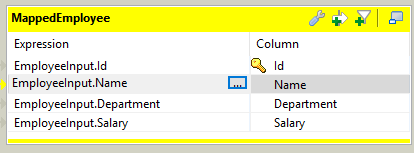 MappedEmployee
Expression Column
EmployeeInput.Id Id
EmployeeInput.Name ... Name
EmployeeInput.Department Department
EmployeeInput.Salary Salary